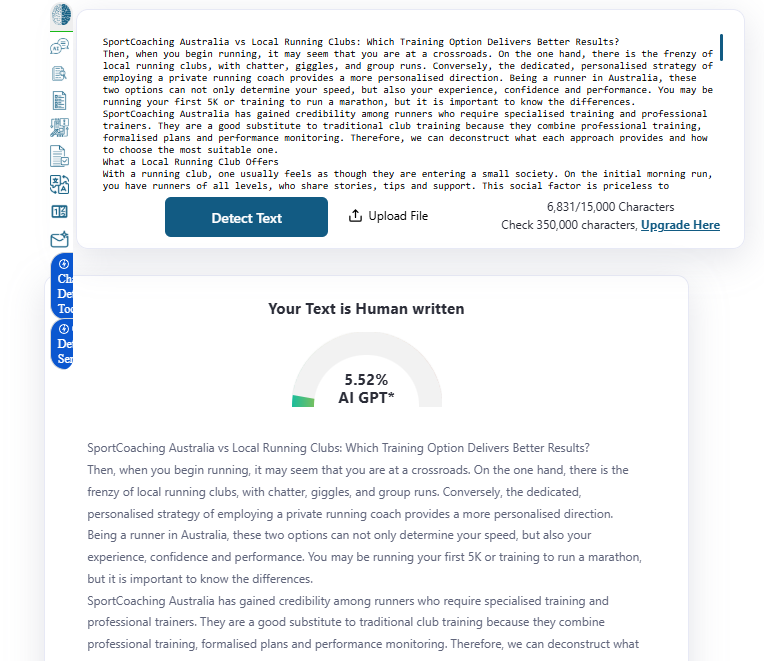 SportCoaching Australia vs Local Running Clubs: Which Training Option Delivers Better Results?
Then, when you begin running, it may seem that you are at a crossroads. On the one hand, there is the frenzy of
local running clubs, with chatter, giggles, and group runs. Conversely, the dedicated, personalised strategy of
employing a private running coach provides a more personalised direction. Being a runner in Australia, these
two options can not only determine your speed, but also your experience, confidence and performance. You may be
running your first 5K or training to run a marathon, but it is important to know the differences.
SportCoaching Australia has gained credibility among runners who require specialised training and professional
trainers. They are a good substitute to traditional club training because they combine professional training,
formalised plans and performance monitoring. Therefore, we can deconstruct what each approach provides and how
to choose the most suitable one.
What a Local Running Club Offers
With a running club, one usually feels as though they are entering a small society. On the initial morning run,
you have runners of all levels, who share stories, tips and support. This social factor is priceless to
Detect Text
Upload File
6,831/15,000 Characters
Check 350,000 characters, Upgrade Here
Cha
De
Too
De
Ser
Your Text is Human written
5.52%
AI GPT*
SportCoaching Australia vs Local Running Clubs: Which Training Option Delivers Better Results?
Then, when you begin running, it may seem that you are at a crossroads. On the one hand, there is the
frenzy of local running clubs, with chatter, giggles, and group runs. Conversely, the dedicated,
personalised strategy of employing a private running coach provides a more personalised direction.
Being a runner in Australia, these two options can not only determine your speed, but also your
experience, confidence and performance. You may be running your first 5K or training to run a marathon,
but it is important to know the differences.
SportCoaching Australia has gained credibility among runners who require specialised training and
professional trainers. They are a good substitute to traditional club training because they combine
professional training, formalised plans and performance monitoring. Therefore, we can deconstruct what